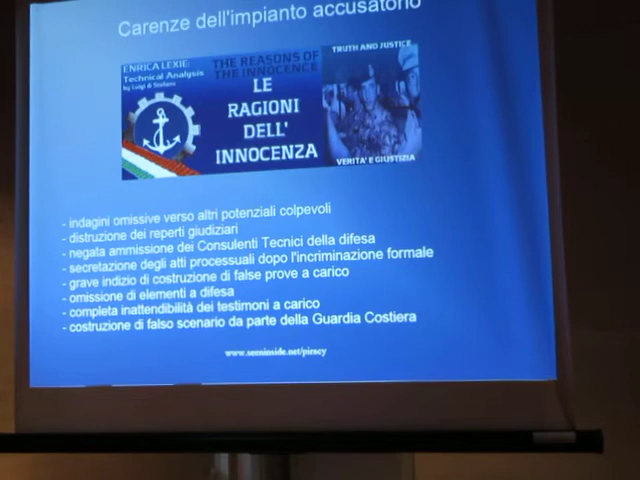 Carenze dell'impianto accusatorio
ENRICA LEXIE:
Technical Analysis
by Luigi di Stefano
THE REASONS OF
THE INNOCENCE
LE
RAGIONI
DELL'
INNOCENZA
TRUTH AND JUSTICE
VERITA' E GIUSTIZIA
- indagini omissive verso altri potenziali colpevoli
- distruzione dei reperti giudiziari
- negata ammissione dei Consulenti Tecnici della difesa
- secretazione degli atti processuali dopo l'incriminazione formale
- grave indizio di costruzione di false prove a carico
- omissione di elementi a difesa
- completa inattendibilità dei testimoni a carico
- costruzione di falso scenario da parte della Guardia Costiera
www.seeninside.net/piracy